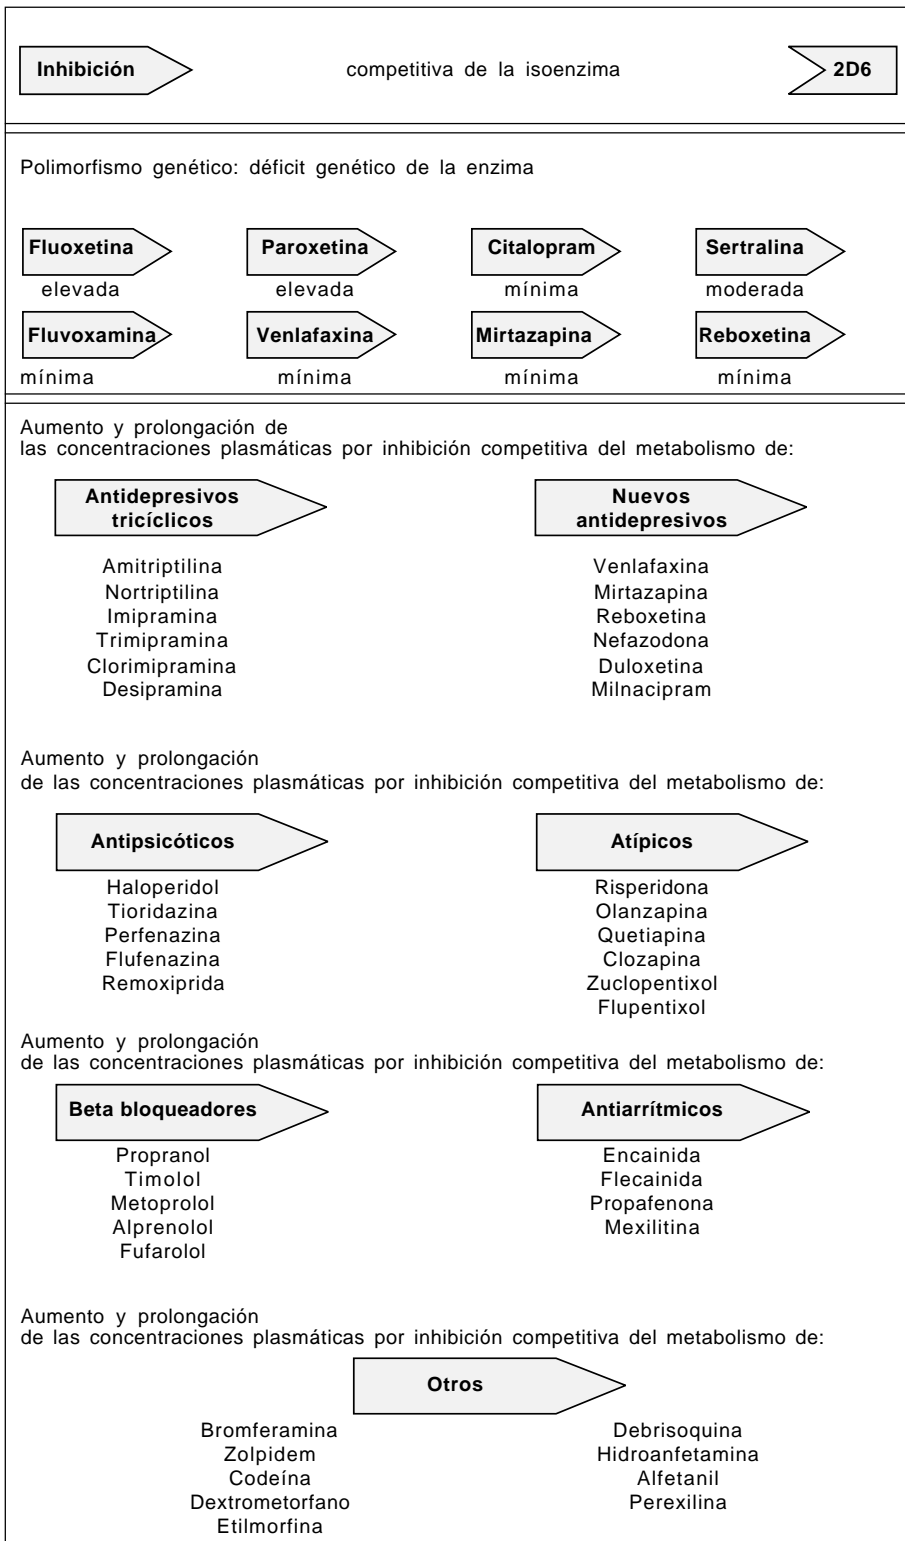 Inhibición competitiva de la isoenzima 2D6
Polimorfismo genético: déficit genético de la enzima
Fluoxetina Paroxetina Citalopram Sertralina
elevada elevada mínima moderada
Fluvoxamina Venlafaxina Mirtazapina Reboxetina
mínima mínima mínima mínima
Aumento y prolongación de
las concentraciones plasmáticas por inhibición competitiva del metabolismo de:
Antidepresivos
tricíclicos
Amitriptilina
Nortriptilina
Imipramina
Trimipramina
Clorimipramina
Desipramina
Nuevos
antidepresivos
Venlafaxina
Mirtazapina
Reboxetina
Nefazodona
Duloxetina
Milnacipram
Aumento y prolongación
de las concentraciones plasmáticas por inhibición competitiva del metabolismo de:
Antipsicóticos
Haloperidol
Tioridazina
Perfenazina
Flufenazina
Remoxiprida
Atípicos
Risperidona
Olanzapina
Quetiapina
Clozapina
Zuclopentixol
Flupentixol
Aumento y prolongación
de las concentraciones plasmáticas por inhibición competitiva del metabolismo de:
Beta bloqueadores
Propranol
Timolol
Metoprolol
Alprenolol
Fufarolol
Antiarrítmicos
Encainida
Flecainida
Propafenona
Mexilitina
Aumento y prolongación
de las concentraciones plasmáticas por inhibición competitiva del metabolismo de:
Otros
Bromferamina
Zolpidem
Codeína
Dextrometorfano
Etilmorfina
Debrisoquina
Hidroanfetamina
Alfetanil
Perexilina